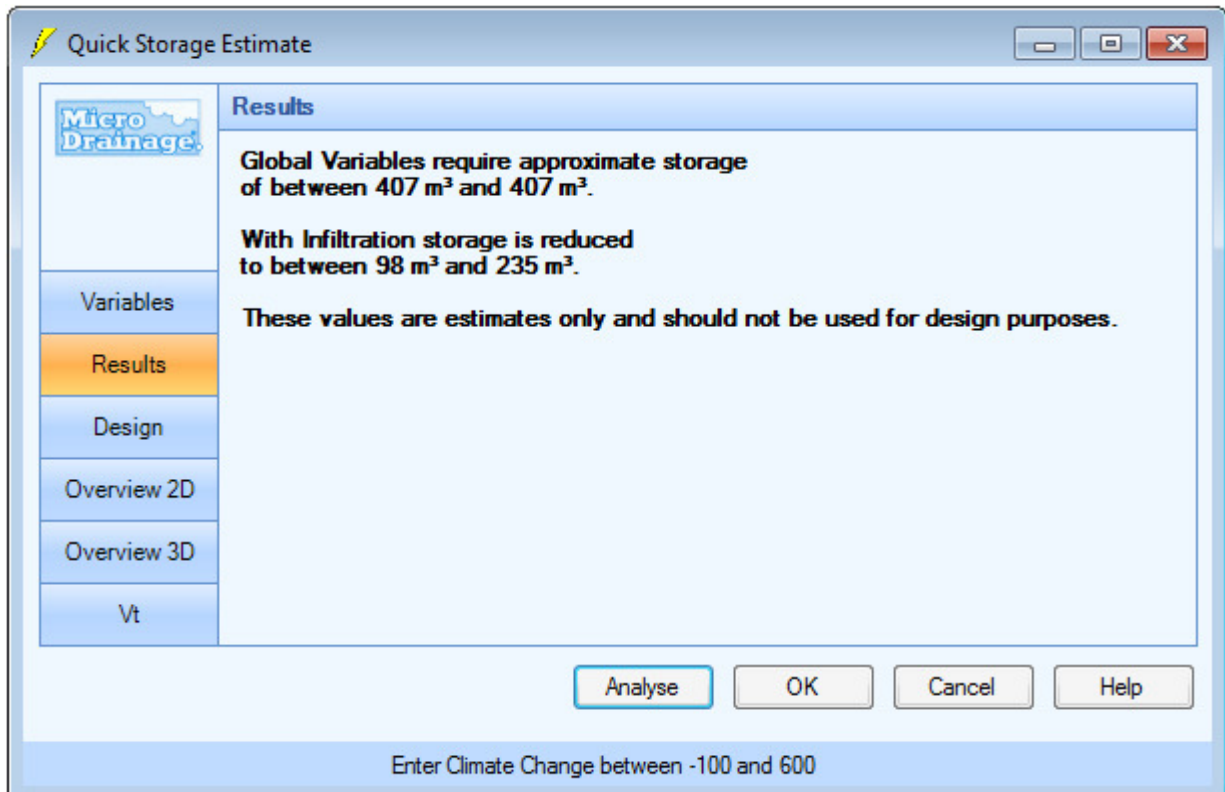 Quick Storage Estimate
Micro
Drainage.
Results
Global Variables require approximate storage
of between 407 m³ and 407 m³.
With Infiltration storage is reduced
to between 98 m³ and 235 m³.
These values are estimates only and should not be used for design purposes.
Variables
Results
Design
Overview 2D
Overview 3D
Vt
Analyse
OK
Cancel
Help
Enter Climate Change between -100 and 600